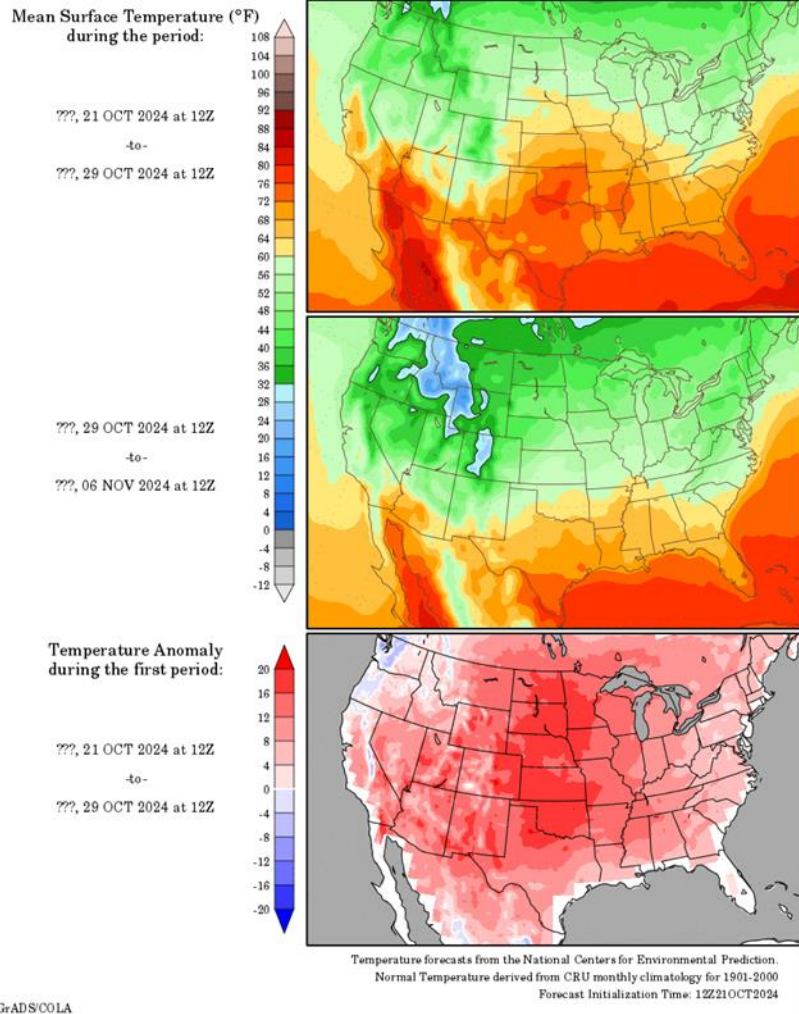 Mean Surface Temperature (°F)
during the period:
???, 21 OCT 2024 at 12Z
-to-
???, 29 OCT 2024 at 12Z
108
104
100
96
92
88
84
80
76
72
68
64
60
56
52
48
44
40
36
32
28
24
20
16
12
8
4
0
-4
-8
-12
???, 29 OCT 2024 at 12Z
-to-
???, 06 NOV 2024 at 12Z
Temperature Anomaly
during the first period:
???, 21 OCT 2024 at 12Z
-to-
???, 29 OCT 2024 at 12Z
20
16
12
8
4
0
-4
-8
-12
-16
-20
Temperature forecasts from the National Centers for Environmental Prediction.
Normal Temperature derived from CRU monthly climatology for 1901-2000
Forecast Initialization Time: 12Z21OCT2024
GrADS/COLA